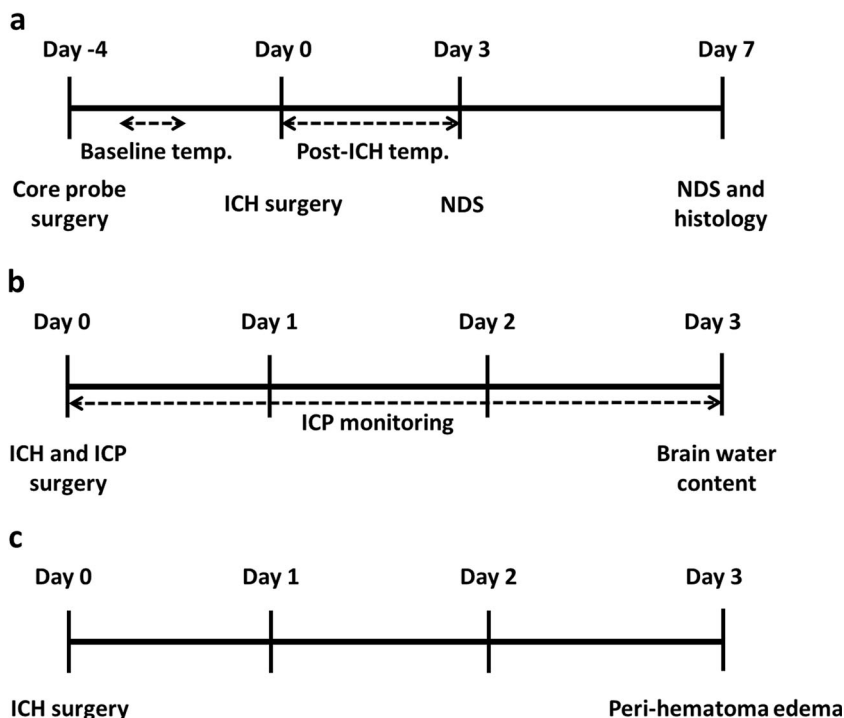 a
Day -4 Day 0 Day 3 Day 7
Baseline temp. Post-ICH temp.
Core probe surgery ICH surgery NDS NDS and histology
b
Day 0 Day 1 Day 2 Day 3
ICP monitoring
ICH and ICP surgery Brain water content
c
Day 0 Day 1 Day 2 Day 3
ICH surgery Peri-hematoma edema